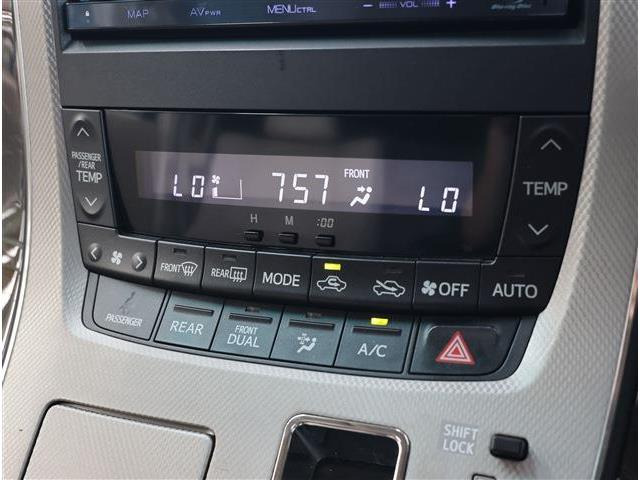 MAP AV PWR MENU CTRL − VOL +
FRONT
LO 757 LO
PASSENGER
/REAR
TEMP
TEMP
H M :00
FRONT REAR MODE OFF AUTO
PASSENGER REAR FRONT
DUAL A/C
SHIFT
LOCK